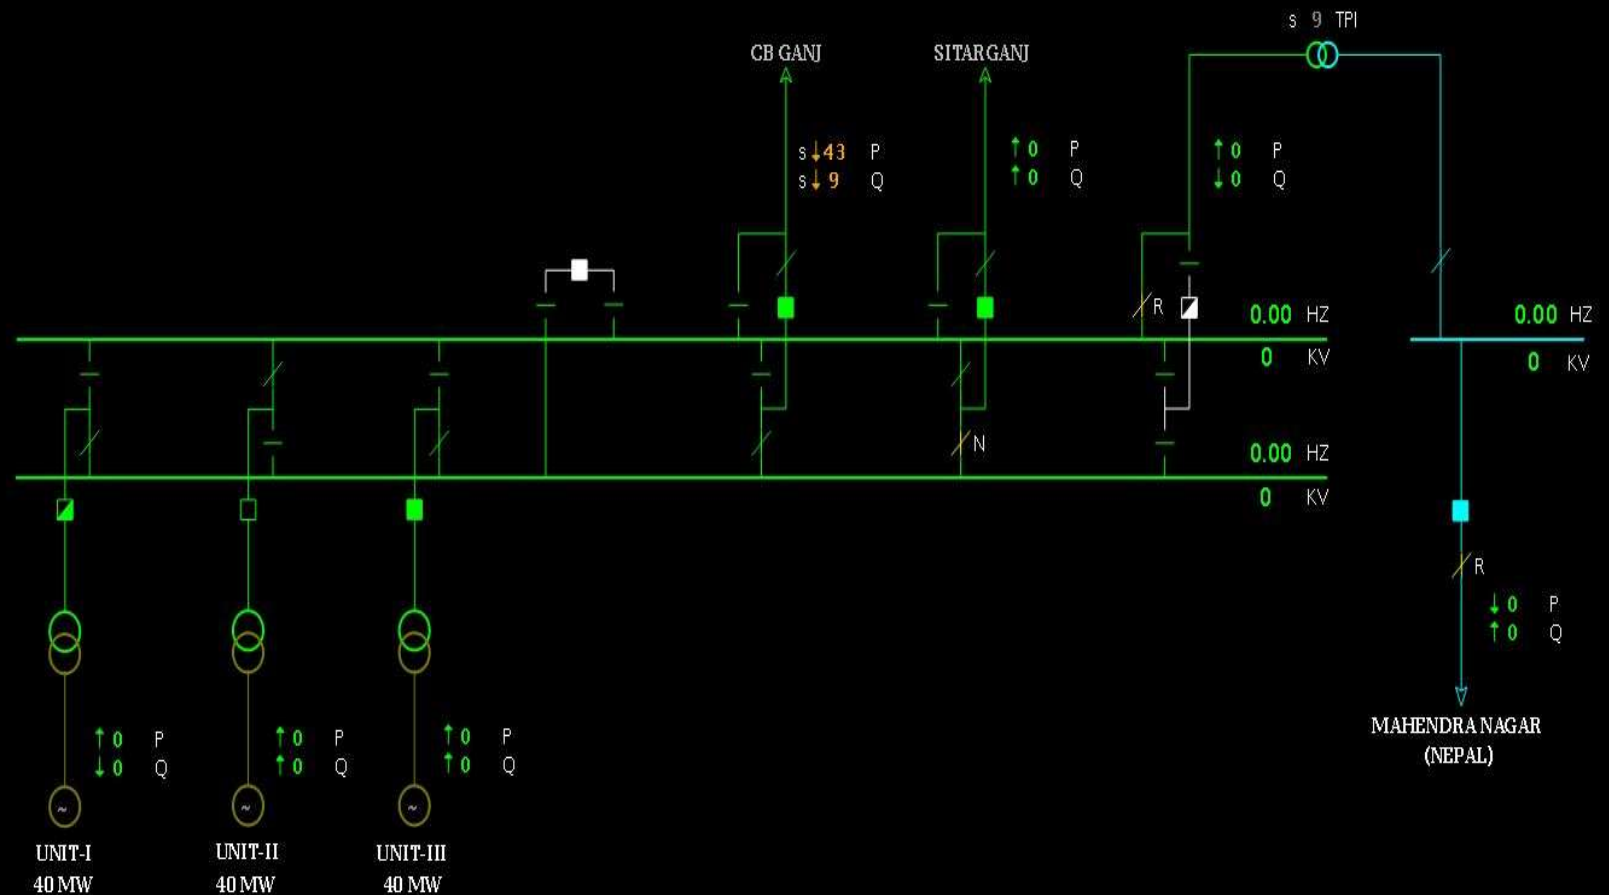 s 9 TPI
CB GANJ
SITARGANJ
s ↓43 P
s ↓ 9 Q
↑ 0 P
↑ 0 Q
↑ 0 P
↓ 0 Q
R
0.00 HZ
0 KV
0.00 HZ
0 KV
N
0.00 HZ
0 KV
R
↓ 0 P
↑ 0 Q
MAHENDRA NAGAR
(NEPAL)
↑ 0 P
↓ 0 Q
↑ 0 P
↑ 0 Q
↑ 0 P
↑ 0 Q
~
~
~
UNIT-I
40 MW
UNIT-II
40 MW
UNIT-III
40 MW